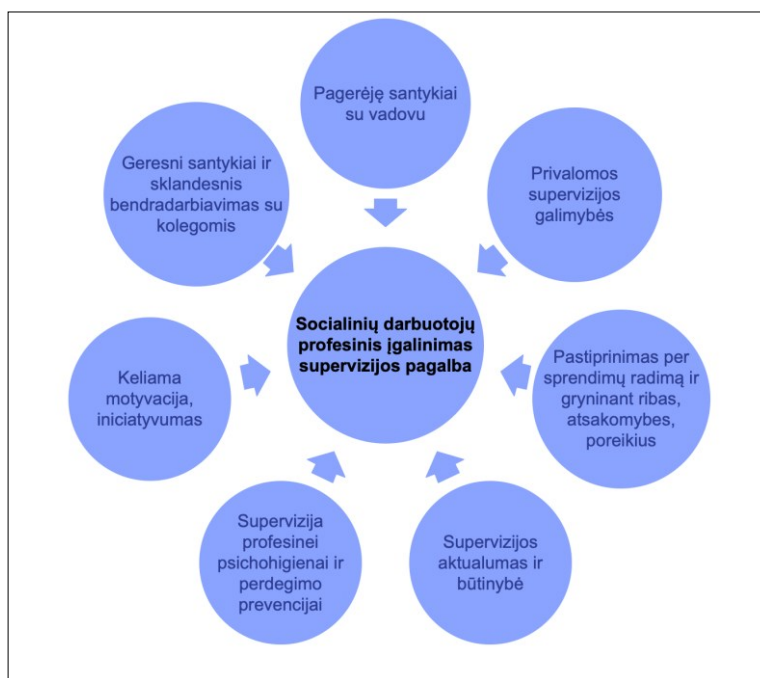 Pagerėję santykiai
su vadovu
Privalomos
supervizijos
galimybės
Pastiprinimas per
sprendimų radimą ir
gryninant ribas,
atsakomybes,
poreikius
Supervizijos
aktualumas ir
būtinybė
Supervizija
profesinei
psichohigienai ir
perdegimo
prevencijai
Keliama
motyvacija,
iniciatyvumas
Geresni santykiai ir
sklandesnis
bendradarbiavimas su
kolegomis
Socialinių darbuotojų
profesinis įgalinimas
supervizijos pagalba